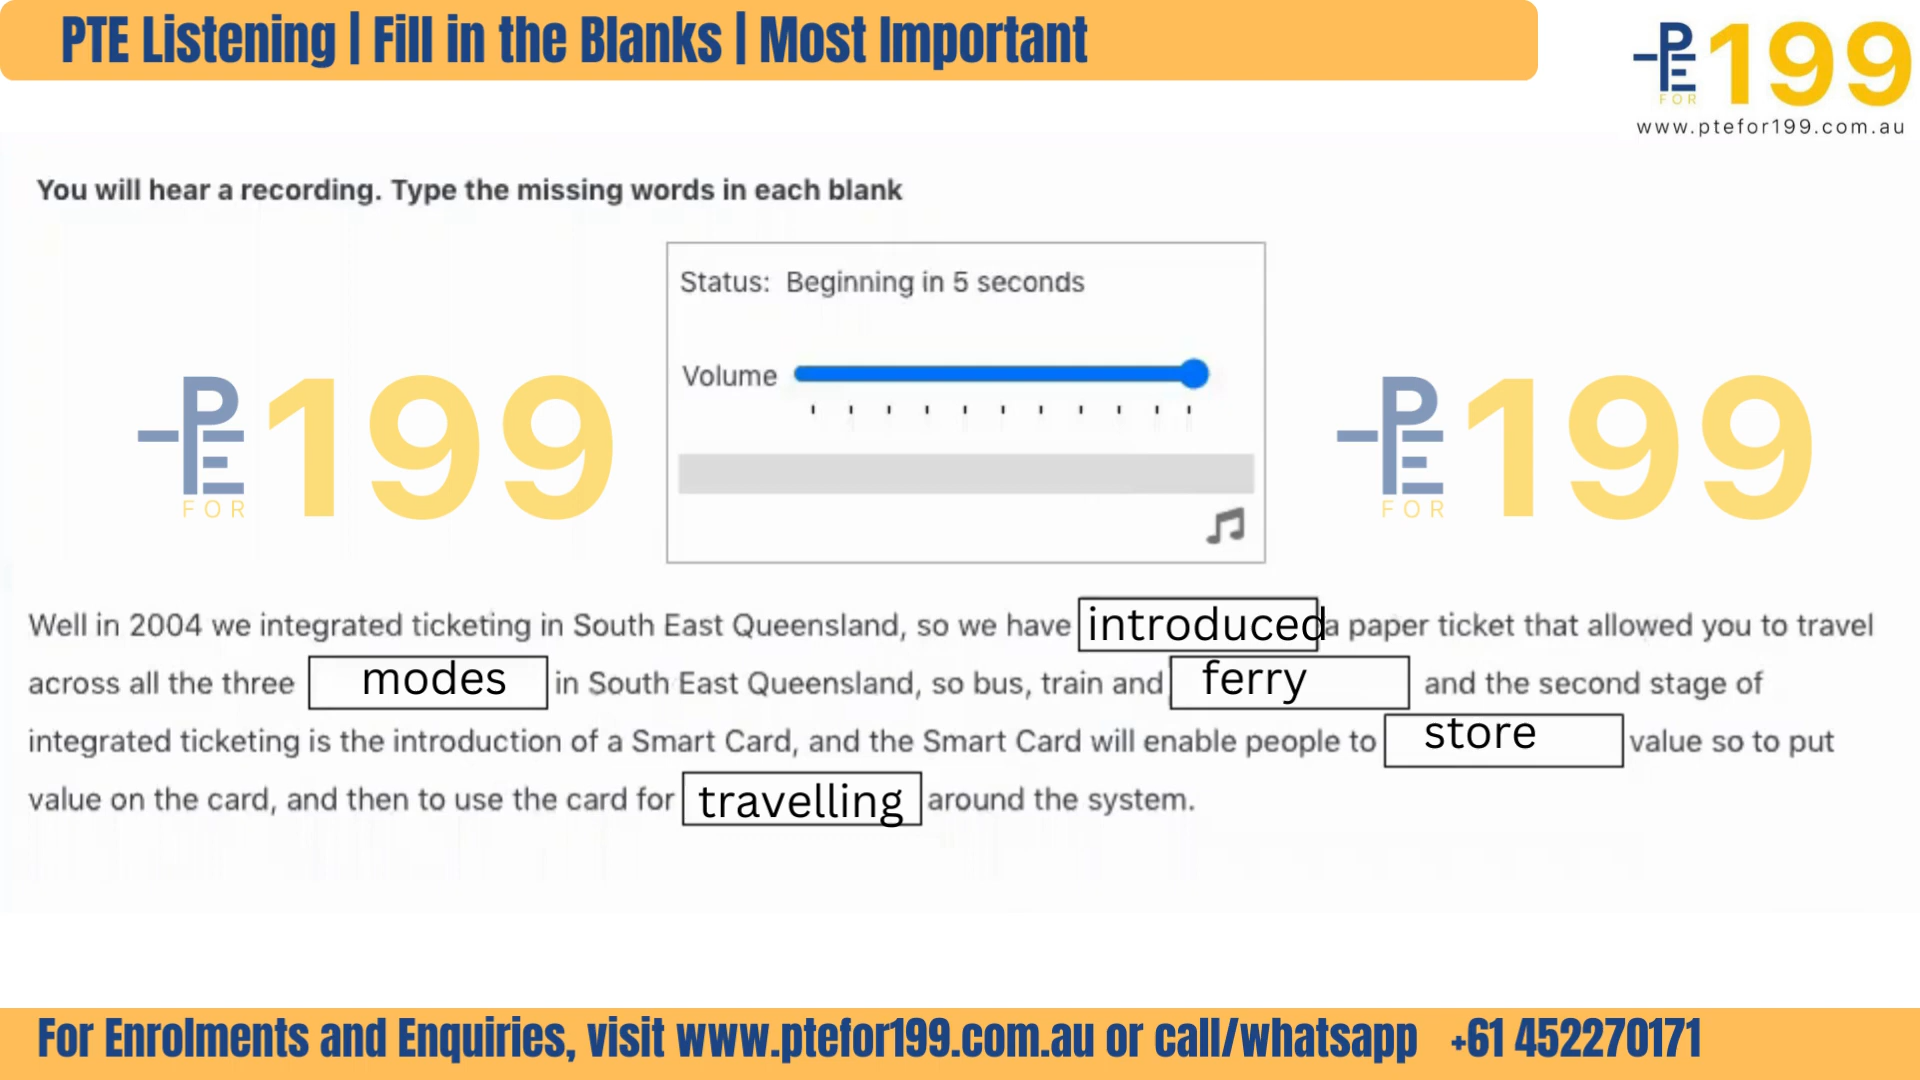 PTE Listening | Fill in the Blanks | Most Important
PTE 199
FOR
www.ptefor199.com.au
You will hear a recording. Type the missing words in each blank
Status: Beginning in 5 seconds
Volume
PTE 199
FOR
PTE 199
FOR
Well in 2004 we integrated ticketing in South East Queensland, so we have introduced a paper ticket that allowed you to travel
across all the three modes in South East Queensland, so bus, train and ferry and the second stage of
integrated ticketing is the introduction of a Smart Card, and the Smart Card will enable people to store value so to put
value on the card, and then to use the card for travelling around the system.
For Enrolments and Enquiries, visit www.ptefor199.com.au or call/whatsapp +61 452270171